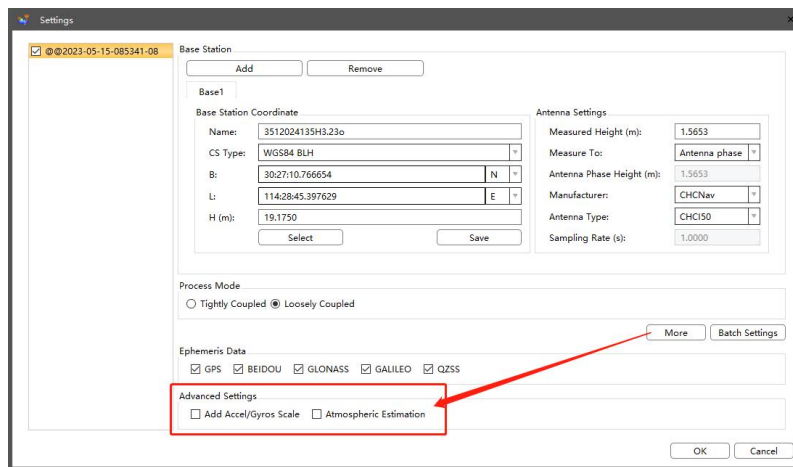 Settings
@@2023-05-15-085341-08
Base Station
Add Remove
Base1
Base Station Coordinate
Name: 3512024135H3.23o
CS Type: WGS84 BLH
B: 30:27:10.766654 N
L: 114:28:45.397629 E
H (m): 19.1750
Select Save
Antenna Settings
Measured Height (m): 1.5653
Measure To: Antenna phase
Antenna Phase Height (m): 1.5653
Manufacturer: CHCNav
Antenna Type: CHCI50
Sampling Rate (s): 1.0000
Process Mode
Tightly Coupled Loosely Coupled
More Batch Settings
Ephemeris Data
GPS BEIDOU GLONASS GALILEO QZSS
Advanced Settings
Add Accel/Gyros Scale Atmospheric Estimation
OK Cancel